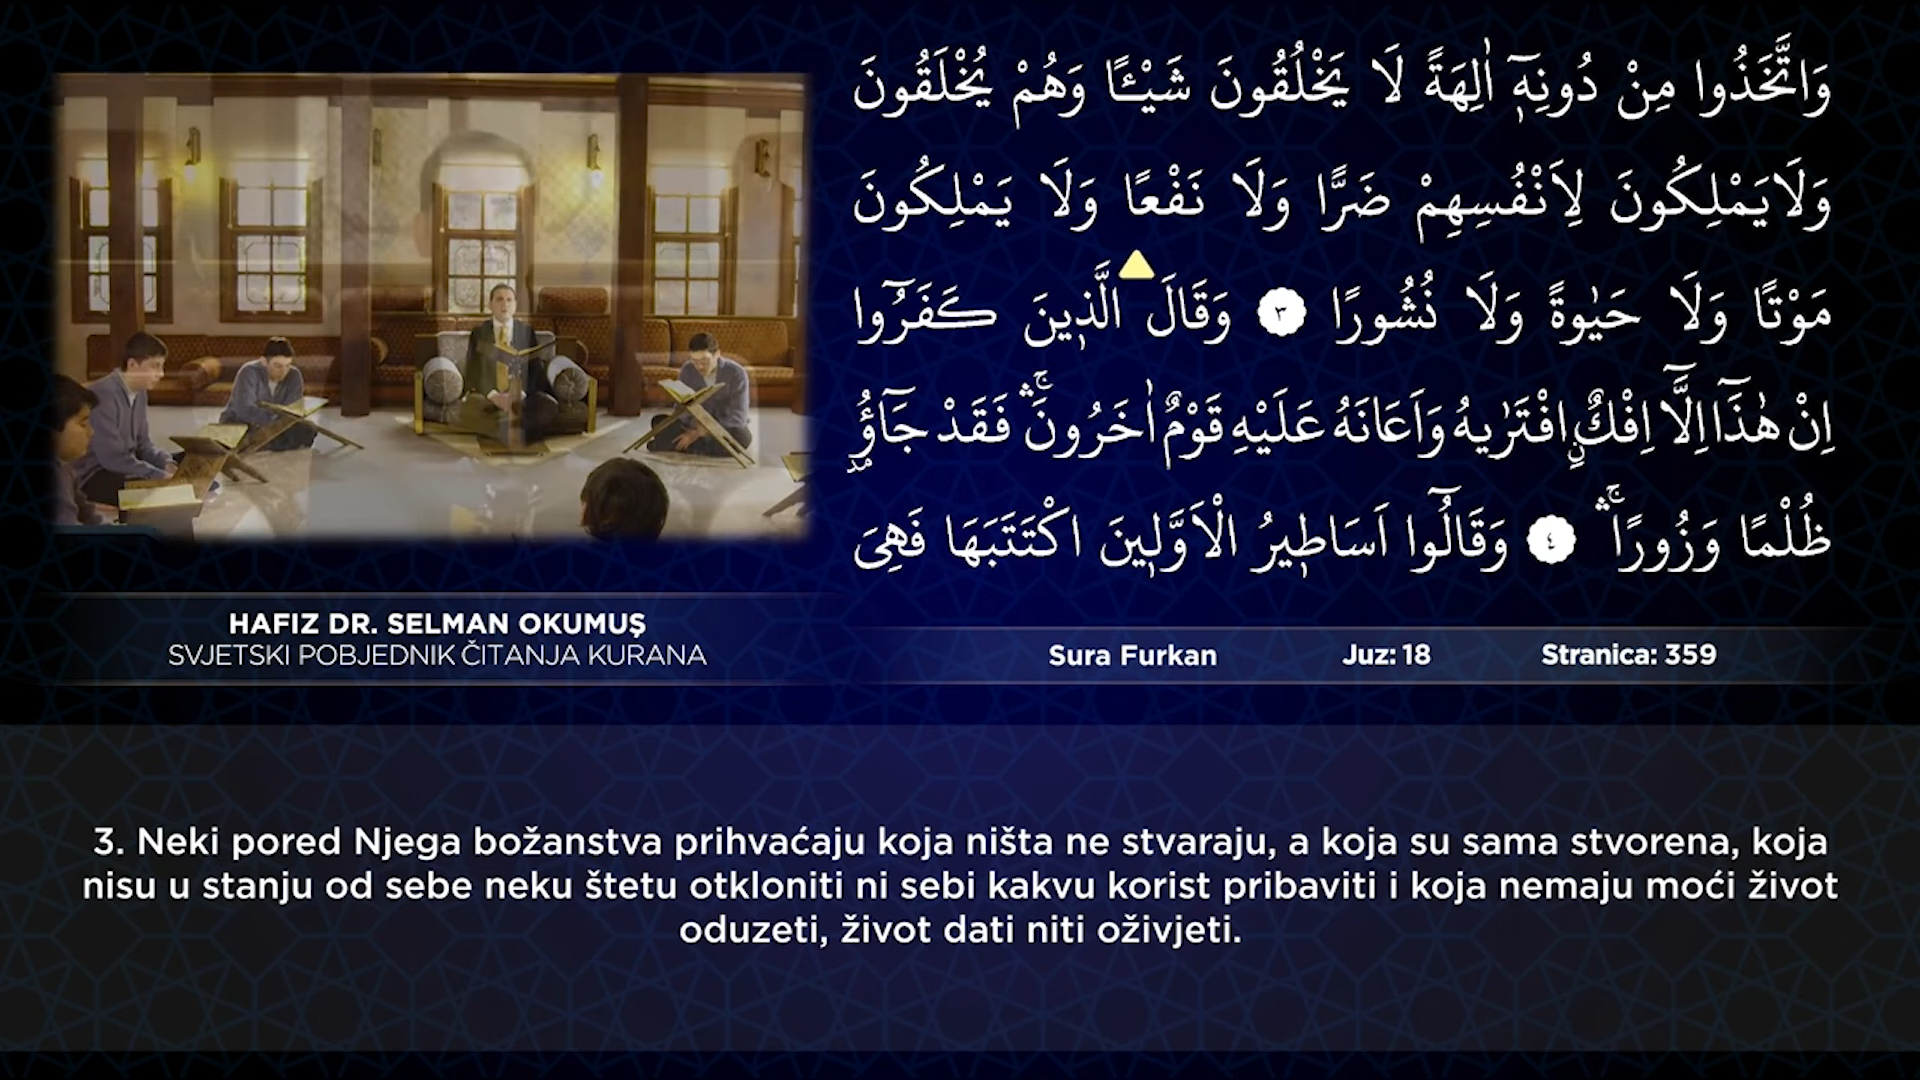 وَاتَّخَذُوا مِنْ دُونِهٖٓ اٰلِهَةً لَا يَخْلُقُونَ شَيْـًٔا وَهُمْ يُخْلَقُونَ
وَلَا يَمْلِكُونَ لِاَنْفُسِهِمْ ضَرًّا وَلَا نَفْعًا وَلَا يَمْلِكُونَ
مَوْتًا وَلَا حَيٰوةً وَلَا نُشُورًا ٣ وَقَالَ الَّذٖينَ كَفَرُٓوا
اِنْ هٰذَٓا اِلَّٓا اِفْكٌۨ افْتَرٰيهُ وَاَعَانَهُ عَلَيْهِ قَوْمٌ اٰخَرُونَۚۛ فَقَدْ جَٓاؤُ۫
ظُلْمًا وَزُورًاۚۛ ٤ وَقَالُٓوا اَسَاطٖيرُ الْاَوَّلٖينَ اكْتَتَبَهَا فَهِىَ
HAFIZ DR. SELMAN OKUMUŞ
SVJETSKI POBJEDNIK ČITANJA KURANA
Sura Furkan Juz: 18 Stranica: 359
3. Neki pored Njega božanstva prihvaćaju koja ništa ne stvaraju, a koja su sama stvorena, koja
nisu u stanju od sebe neku štetu otkloniti ni sebi kakvu korist pribaviti i koja nemaju moći život
oduzeti, život dati niti oživjeti.